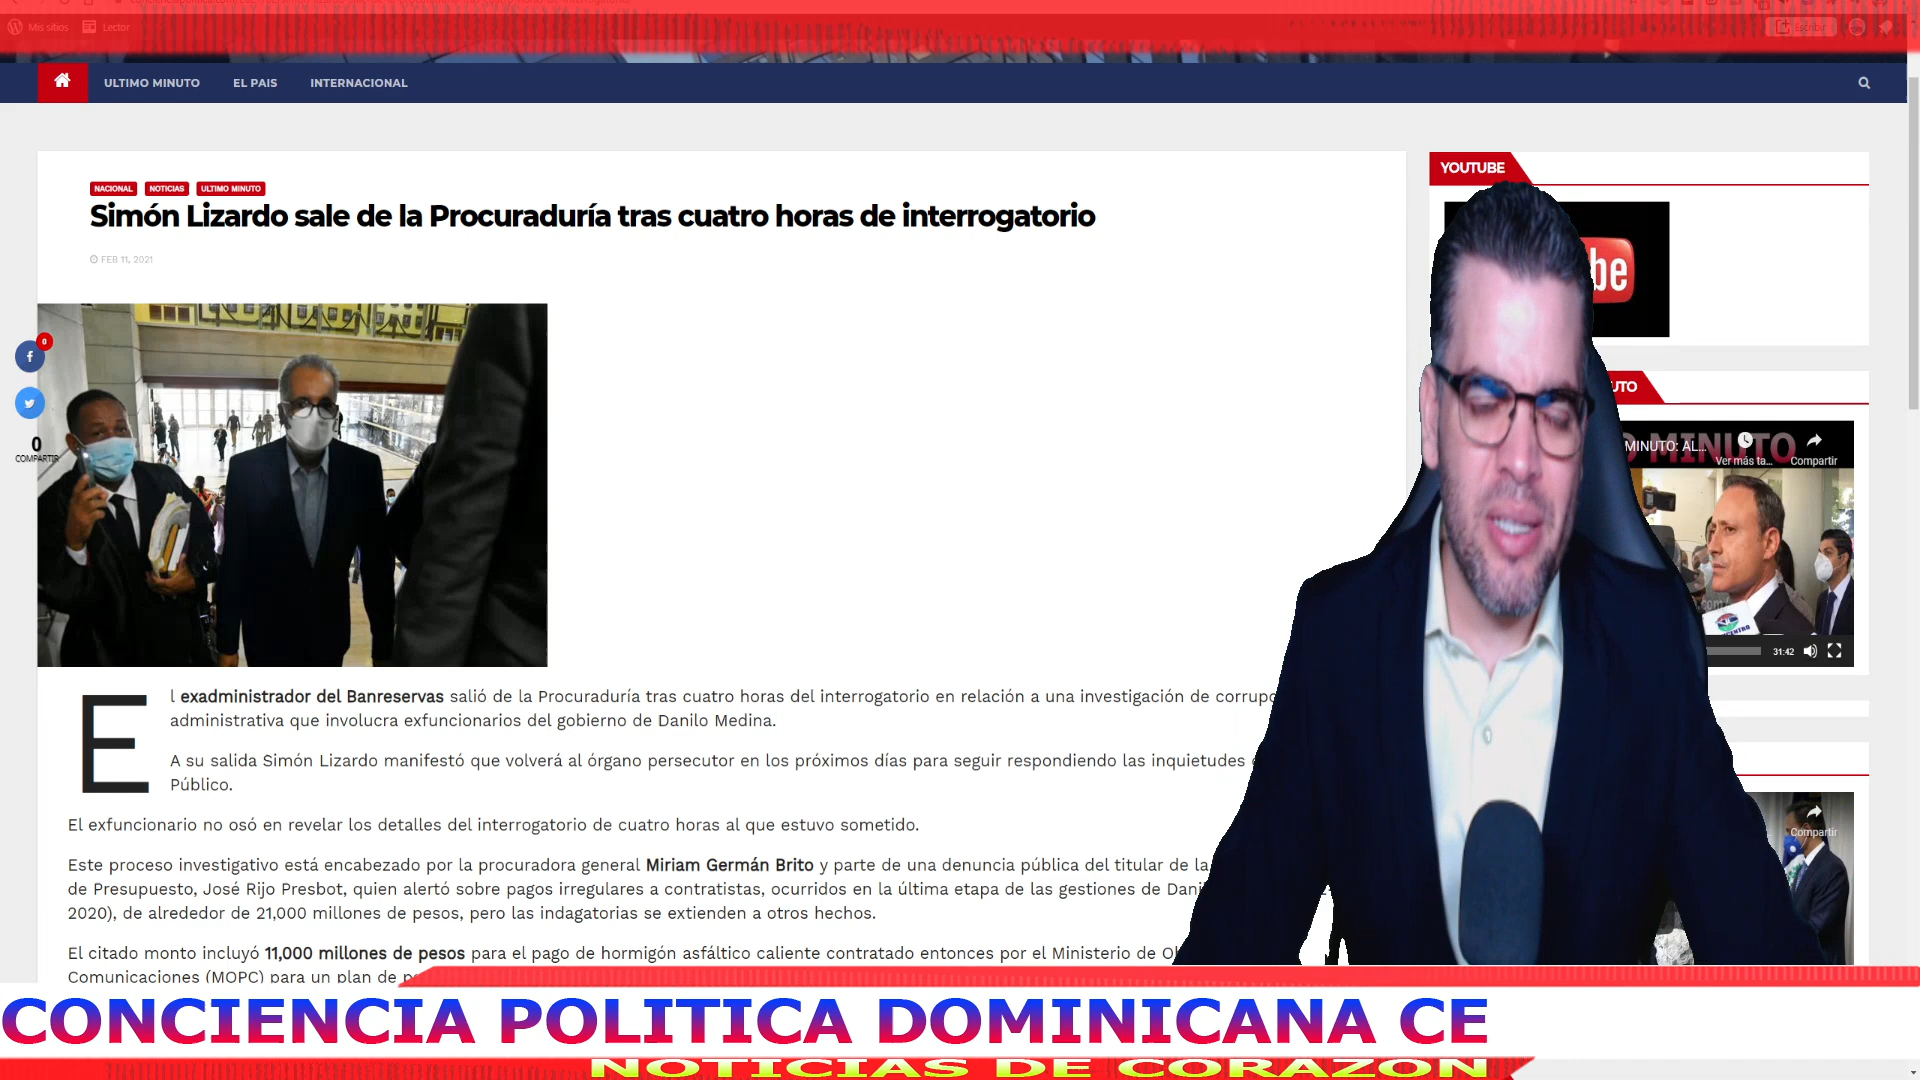 Mis sitios Lector
ULTIMO MINUTO EL PAIS INTERNACIONAL
NACIONAL NOTICIAS ULTIMO MINUTO
Simón Lizardo sale de la Procuraduría tras cuatro horas de interrogatorio
FEB 11, 2021
0
0
COMPARTIR
El exadministrador del Banreservas salió de la Procuraduría tras cuatro horas del interrogatorio en relación a una investigación de
administrativa que involucra exfuncionarios del gobierno de Danilo Medina.
A su salida Simón Lizardo manifestó que volverá al órgano persecutor en los próximos días para seguir respondiendo las inquietudes
Público.
El exfuncionario no osó en revelar los detalles del interrogatorio de cuatro horas al que estuvo sometido.
Este proceso investigativo está encabezado por la procuradora general Miriam Germán Brito y parte de una denuncia pública del titular de la
de Presupuesto, José Rijo Presbot, quien alertó sobre pagos irregulares a contratistas, ocurridos en la última etapa de las gestiones de
2020), de alrededor de 21,000 millones de pesos, pero las indagatorias se extienden a otros hechos.
El citado monto incluyó 11,000 millones de pesos para el pago de hormigón asfáltico caliente contratado entonces por el Ministerio de
Comunicaciones (MOPC) para un plan de
YOUTUBE
be
UTO
MINUTO: AL...
Ver más ta... Compartir
31:42
Compartir
CONCIENCIA POLITICA DOMINICANA CE
NOTICIAS DE CORAZON